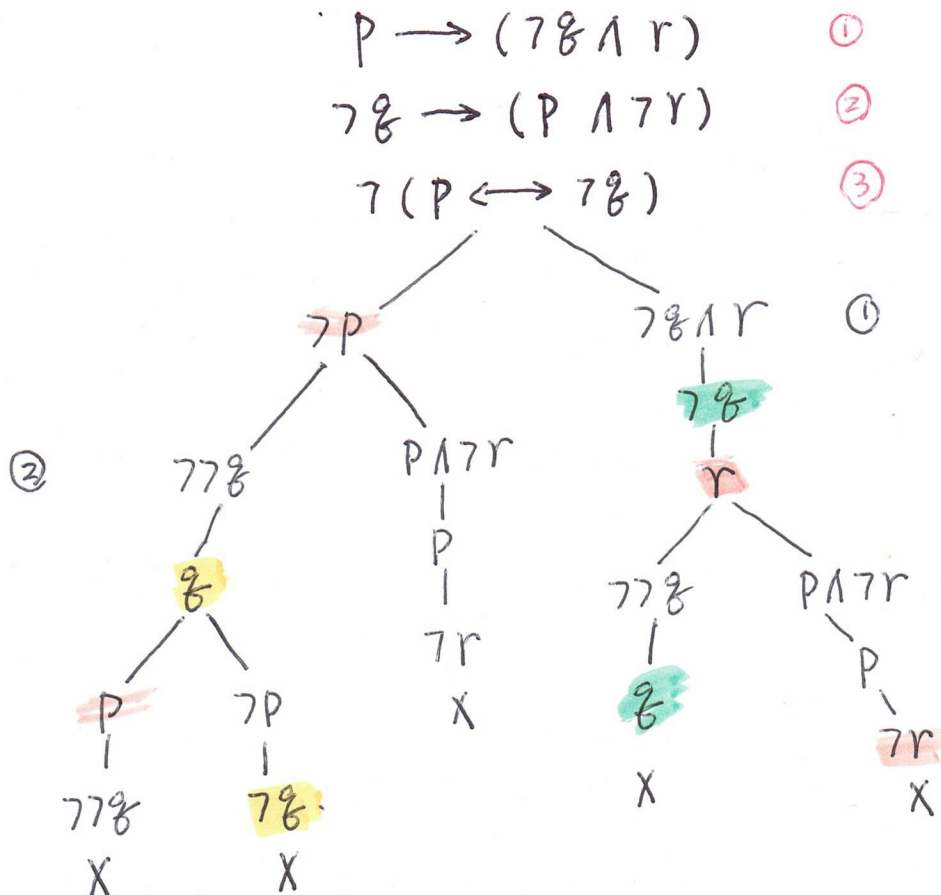 p → (¬q ∧ r) ①
¬q → (p ∧ ¬r) ②
¬(p ↔ ¬q) ③
¬p ¬q ∧ r ①
¬q
② ¬¬q p ∧ ¬r r
p
q ¬¬q p ∧ ¬r
¬r p
p ¬p x q
¬r
¬¬q ¬q x x
x x